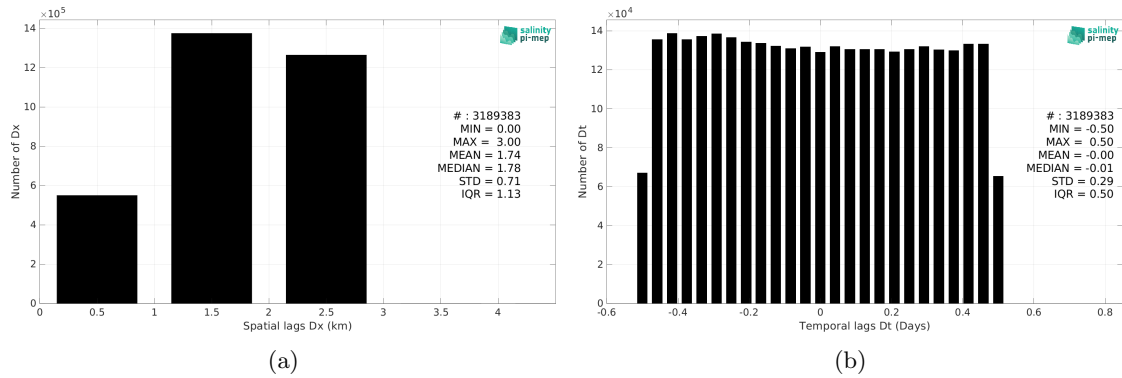 ×10⁵
14
12
10
8
6
4
2
0
0 0.5 1 1.5 2 2.5 3 3.5 4
Number of Dx
Spatial lags Dx (km)
salinity
pi-mep
# : 3189383
MIN = 0.00
MAX = 3.00
MEAN = 1.74
MEDIAN = 1.78
STD = 0.71
IQR = 1.13
(a)
×10⁴
14
12
10
8
6
4
2
0
-0.6 -0.4 -0.2 0 0.2 0.4 0.6 0.8
Number of Dt
Temporal lags Dt (Days)
salinity
pi-mep
# : 3189383
MIN = -0.50
MAX = 0.50
MEAN = -0.00
MEDIAN = -0.01
STD = 0.29
IQR = 0.50
(b)